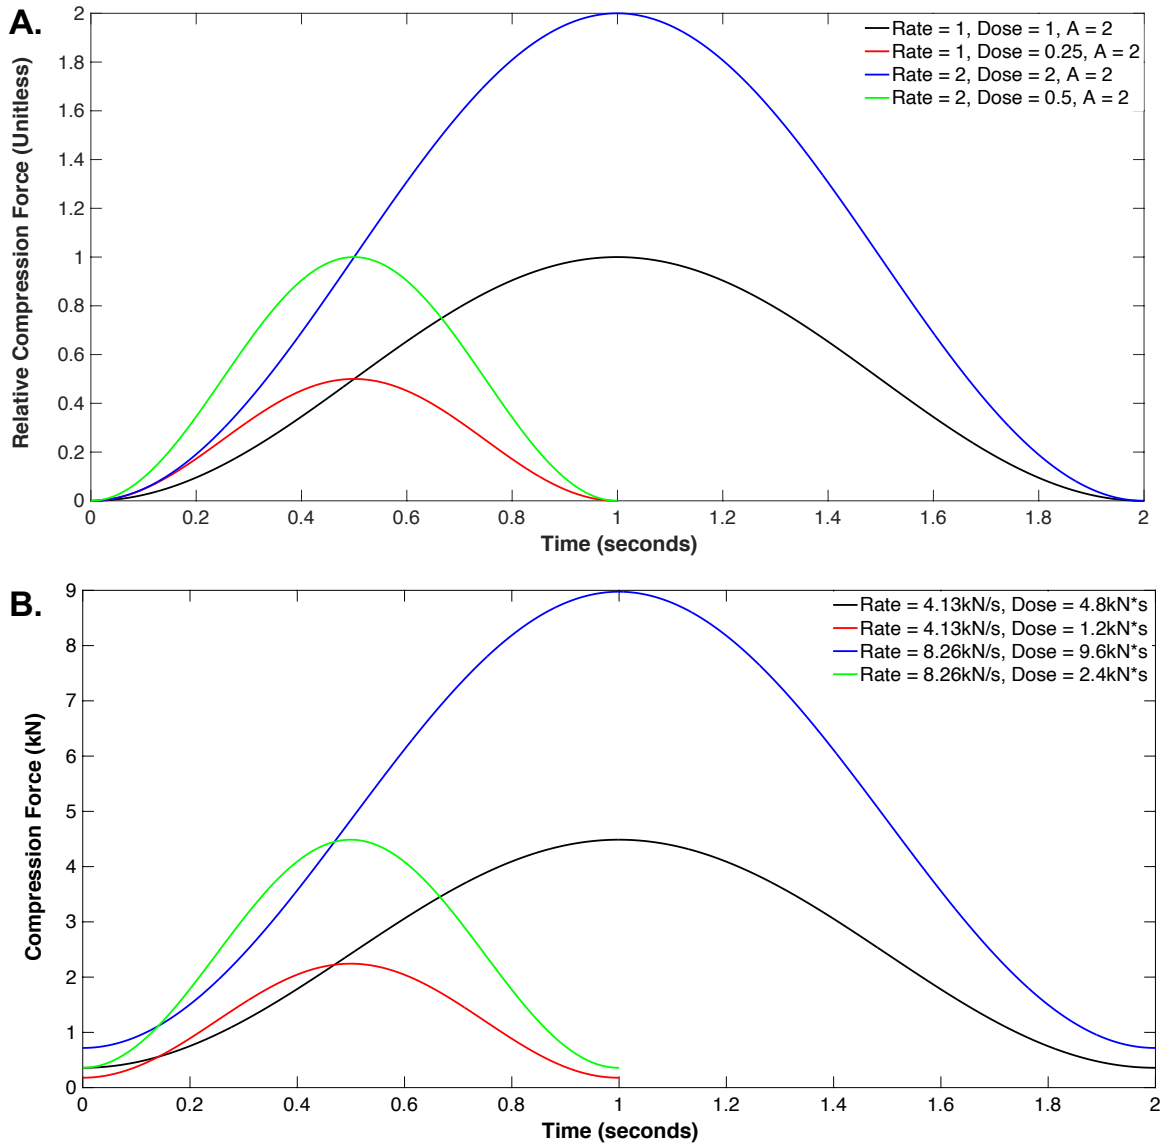 A.
Relative Compression Force (Unitless)
2
1.8
1.6
1.4
1.2
1
0.8
0.6
0.4
0.2
0
Rate = 1, Dose = 1, A = 2
Rate = 1, Dose = 0.25, A = 2
Rate = 2, Dose = 2, A = 2
Rate = 2, Dose = 0.5, A = 2
0 0.2 0.4 0.6 0.8 1 1.2 1.4 1.6 1.8 2
Time (seconds)
B.
Compression Force (kN)
9
8
7
6
5
4
3
2
1
0
Rate = 4.13kN/s, Dose = 4.8kN*s
Rate = 4.13kN/s, Dose = 1.2kN*s
Rate = 8.26kN/s, Dose = 9.6kN*s
Rate = 8.26kN/s, Dose = 2.4kN*s
0 0.2 0.4 0.6 0.8 1 1.2 1.4 1.6 1.8 2
Time (seconds)